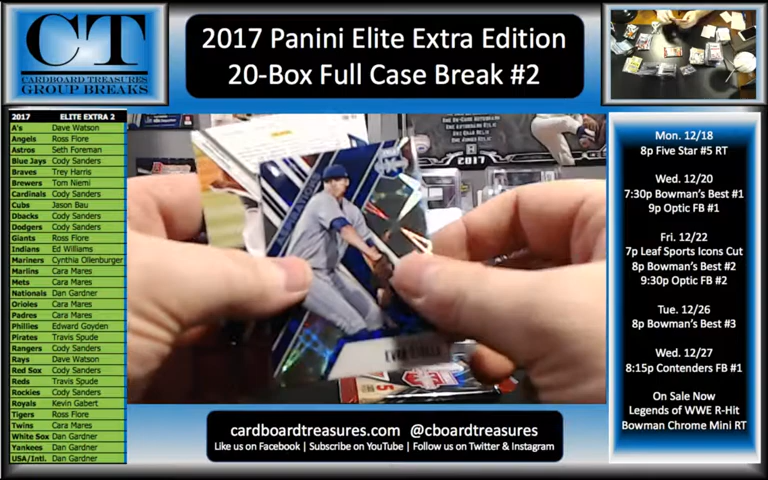 CT
CARDBOARD TREASURES
GROUP BREAKS
2017 Panini Elite Extra Edition
20-Box Full Case Break #2
2017 ELITE EXTRA 2
A's Dave Watson
Angels Ross Flore
Astros Seth Foreman
Blue Jays Cody Sanders
Braves Trey Harris
Brewers Tom Niemi
Cardinals Cody Sanders
Cubs Jason Bau
Dbacks Cody Sanders
Dodgers Cody Sanders
Giants Ross Flore
Indians Ed Williams
Mariners Cynthia Ollenburger
Marlins Cara Mares
Mets Cara Mares
Nationals Dan Gardner
Orioles Cara Mares
Padres Cara Mares
Phillies Edward Goyden
Pirates Travis Spude
Rangers Cody Sanders
Rays Dave Watson
Red Sox Cody Sanders
Reds Travis Spude
Rockies Cody Sanders
Royals Kevin Gabert
Tigers Ross Flore
Twins Cara Mares
White Sox Dan Gardner
Yankees Dan Gardner
USA/Intl. Dan Gardner
2017
ASPIRATIONS
Mon. 12/18
8p Five Star #5 RT
Wed. 12/20
7:30p Bowman's Best #1
9p Optic FB #1
Fri. 12/22
7p Leaf Sports Icons Cut
8p Bowman's Best #2
9:30p Optic FB #2
Tue. 12/26
8p Bowman's Best #3
Wed. 12/27
8:15p Contenders FB #1
On Sale Now
Legends of WWE R-Hit
Bowman Chrome Mini RT
cardboardtreasures.com @cboardtreasures
Like us on Facebook | Subscribe on YouTube | Follow us on Twitter & Instagram